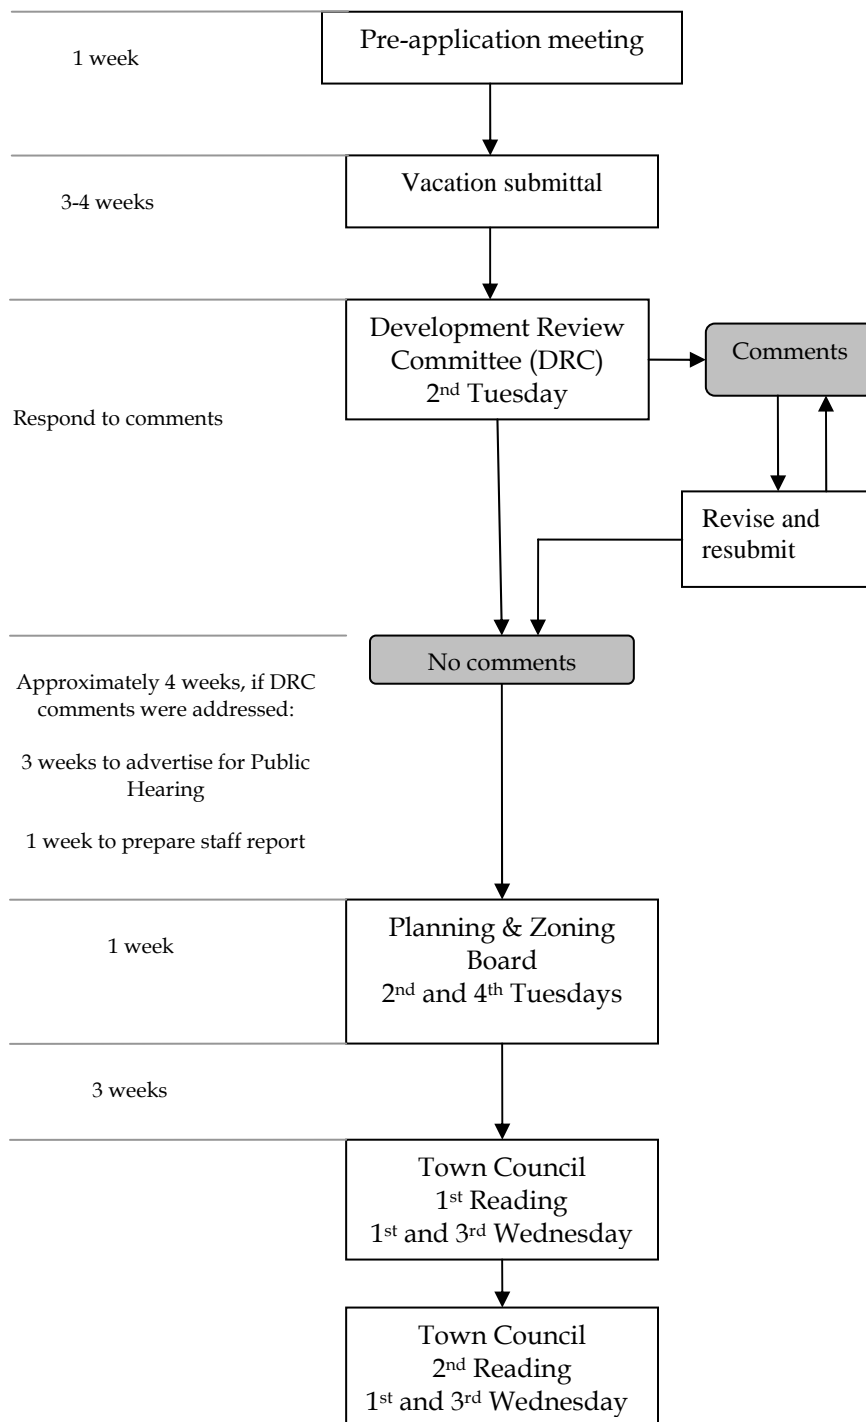 Pre-application meeting
1 week
Vacation submittal
3-4 weeks
Development Review
Committee (DRC)
2nd Tuesday
Comments
Respond to comments
Revise and
resubmit
No comments
Approximately 4 weeks, if DRC
comments were addressed:
3 weeks to advertise for Public
Hearing
1 week to prepare staff report
Planning & Zoning
Board
2nd and 4th Tuesdays
1 week
3 weeks
Town Council
1st Reading
1st and 3rd Wednesday
Town Council
2nd Reading
1st and 3rd Wednesday